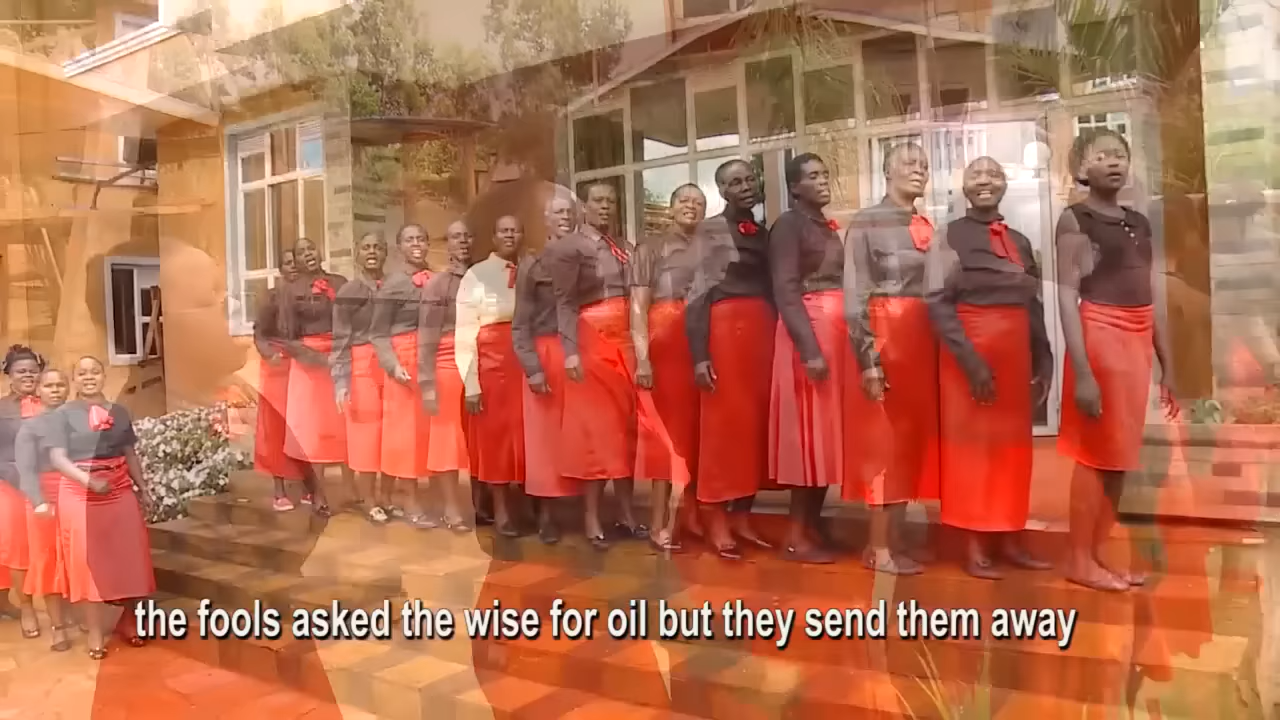 the fools asked the wise for oil but they send them away